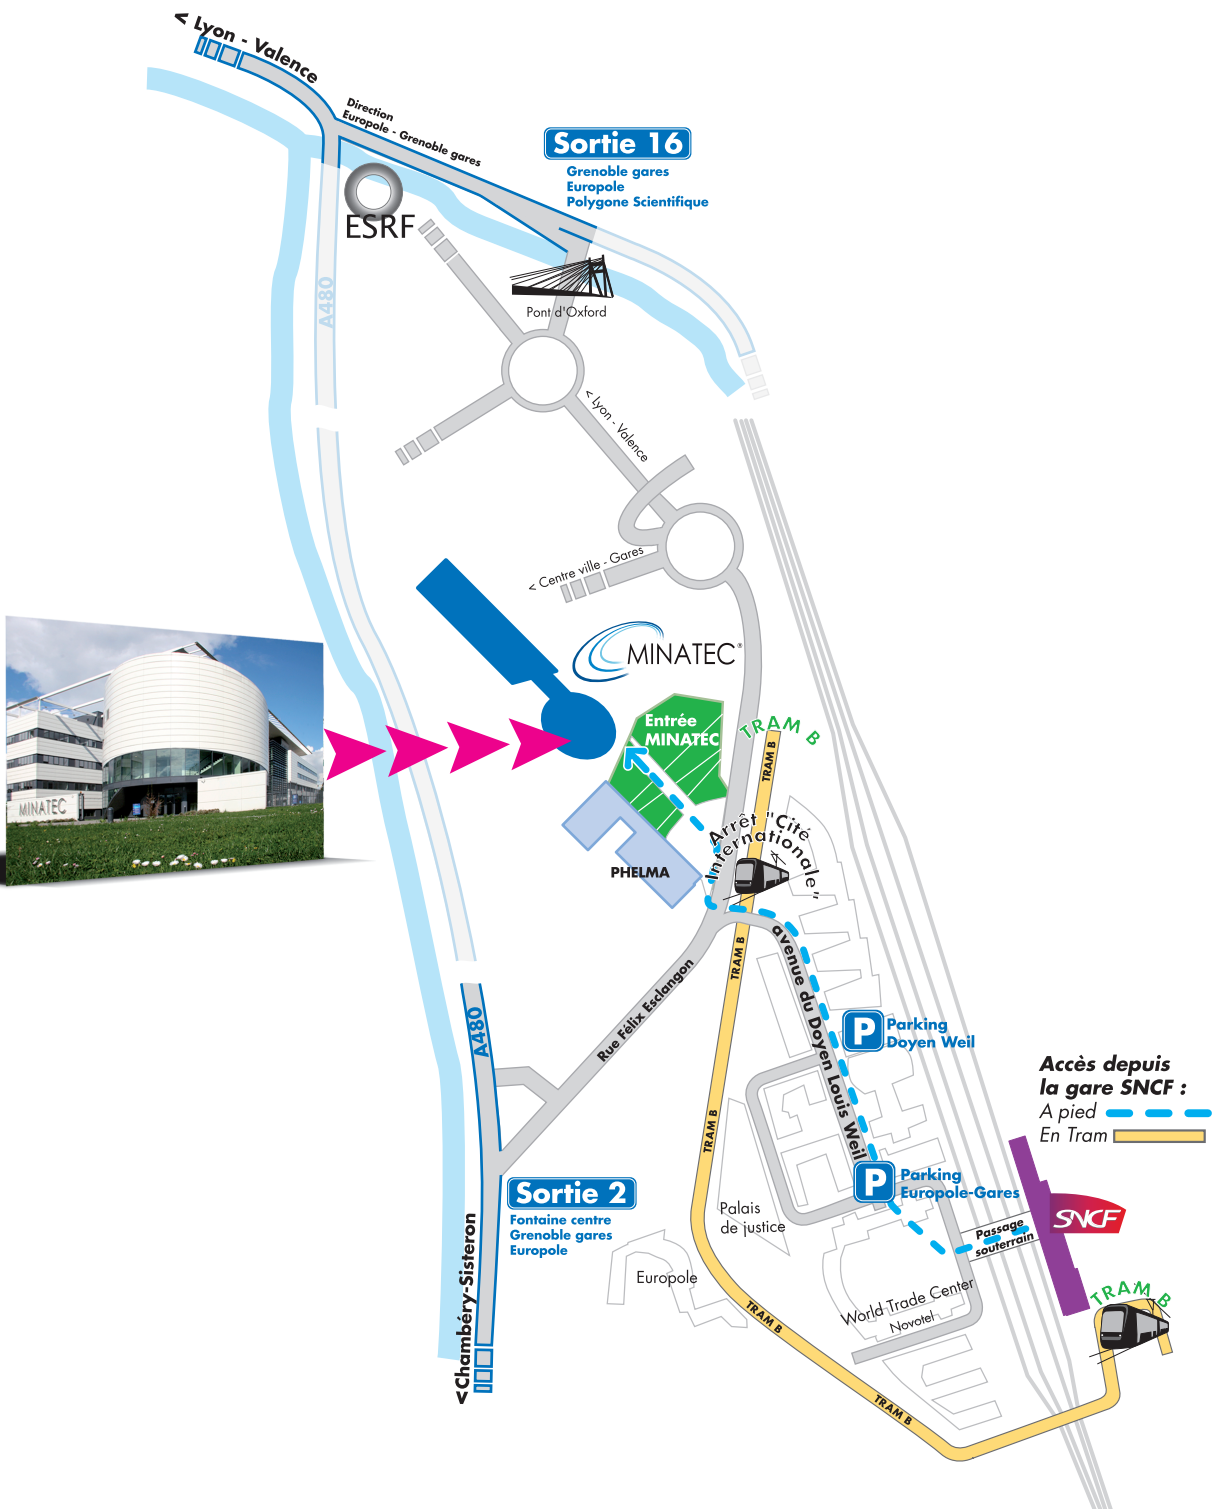 < Lyon - Valence
Direction
Europole - Grenoble gares
Sortie 16
Grenoble gares
Europole
Polygone Scientifique
ESRF
A480
Pont d'Oxford
< Lyon - Valence
< Centre ville - Gares
MINATEC®
Entrée
MINATEC
TRAM B
TRAM B
MINATEC
Arrêt "Cité
Internationale"
PHELMA
TRAM B
avenue du Doyen Louis Weil
Rue Félix Esclangon
A480
P
Parking
Doyen Weil
Accès depuis
la gare SNCF :
A pied
En Tram
TRAM B
P
Parking
Europole-Gares
Sortie 2
Fontaine centre
Grenoble gares
Europole
Palais
de justice
SNCF
Passage
souterrain
<Chambéry-Sisteron
Europole
World Trade Center
Novotel
TRAM B
TRAM B
TRAM B